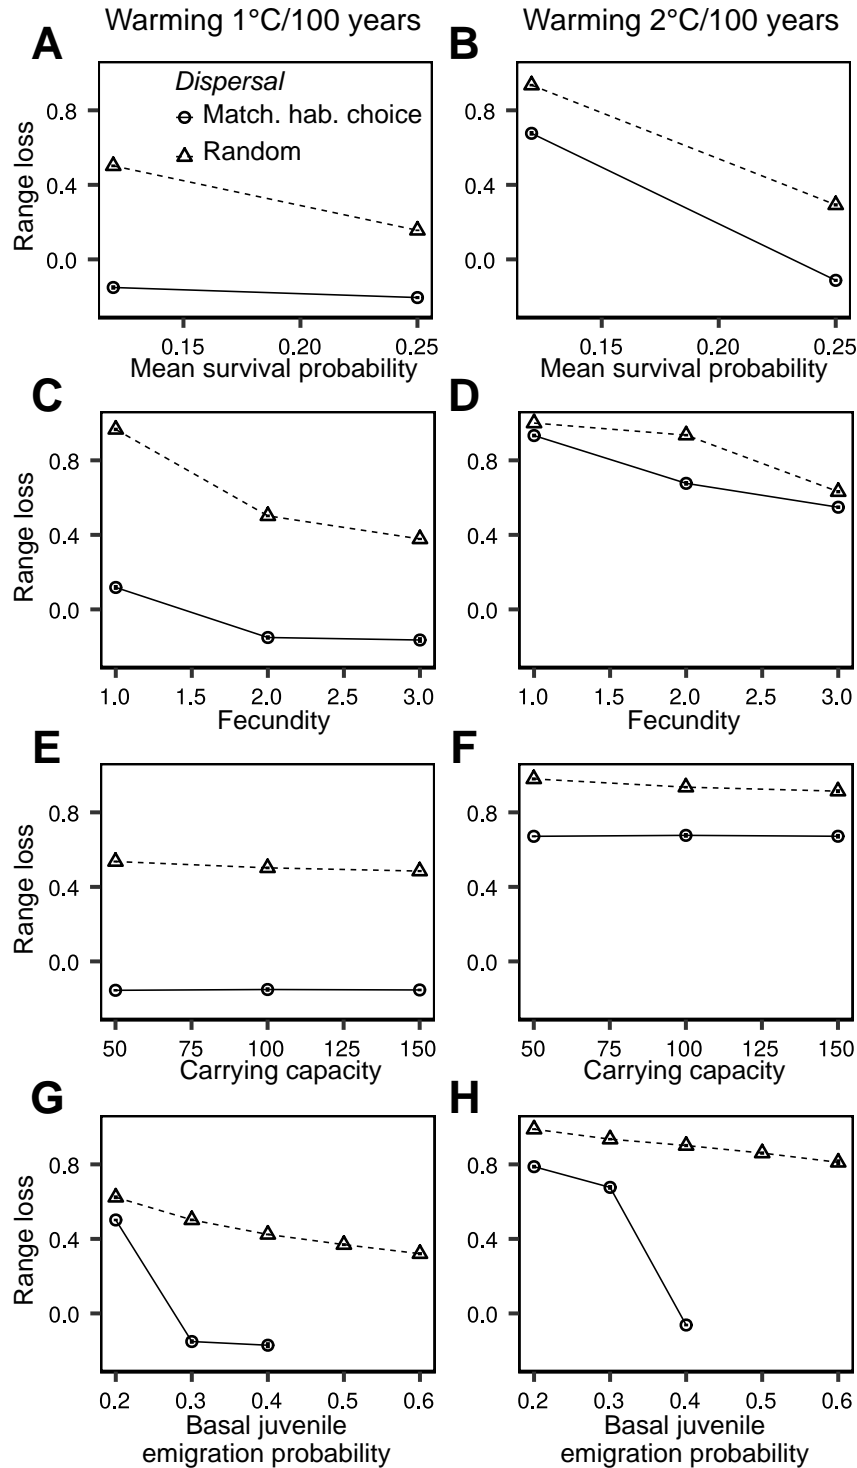 Warming 1°C/100 years
Warming 2°C/100 years
A
B
Dispersal
Match. hab. choice
Random
Range loss
0.8
0.4
0.0
0.8
0.4
0.0
0.15
0.20
0.25
0.15
0.20
0.25
Mean survival probability
Mean survival probability
C
D
Range loss
0.8
0.4
0.0
0.8
0.4
0.0
1.0
1.5
2.0
2.5
3.0
1.0
1.5
2.0
2.5
3.0
Fecundity
Fecundity
E
F
Range loss
0.8
0.4
0.0
0.8
0.4
0.0
50
75
100
125
150
50
75
100
125
150
Carrying capacity
Carrying capacity
G
H
Range loss
0.8
0.4
0.0
0.8
0.4
0.0
0.2
0.3
0.4
0.5
0.6
0.2
0.3
0.4
0.5
0.6
Basal juvenile
emigration probability
Basal juvenile
emigration probability